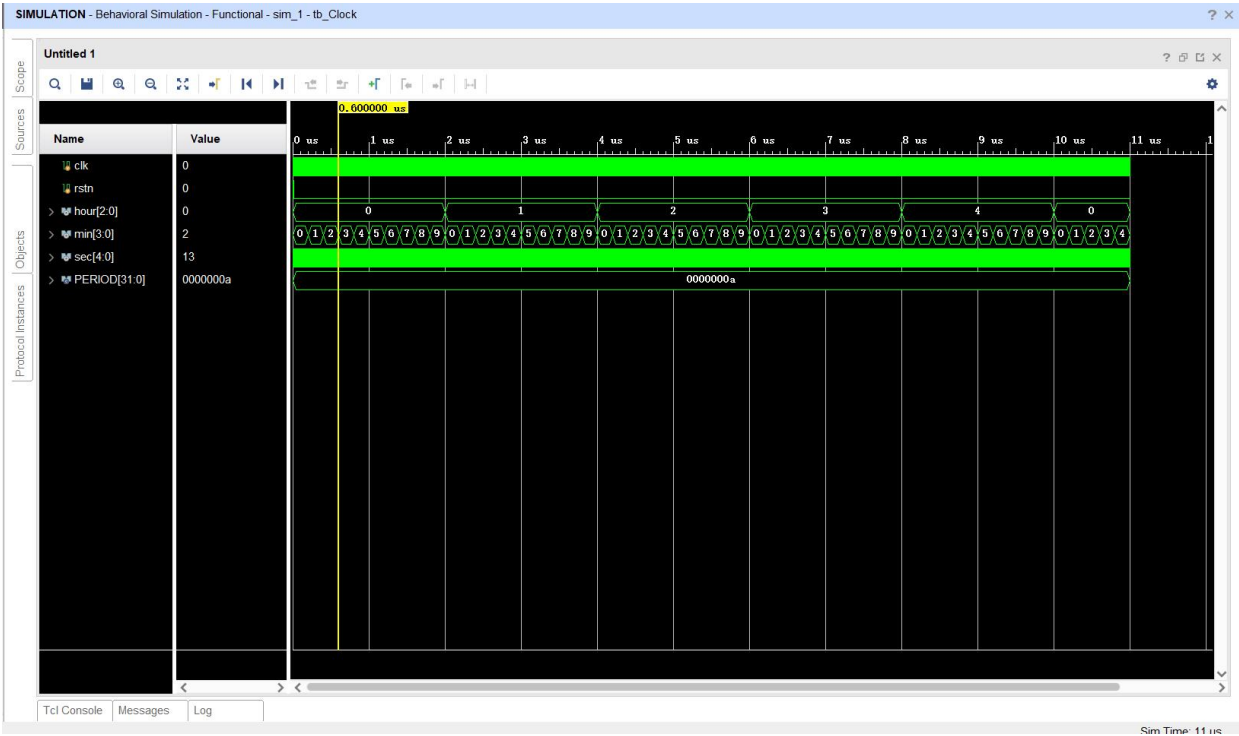 SIMULATION - Behavioral Simulation - Functional - sim_1 - tb_Clock ? ×
Scope
Sources
Objects
Protocol Instances
Untitled 1
0.600000 us
Name Value
0 us 1 us 2 us 3 us 4 us 5 us 6 us 7 us 8 us 9 us 10 us 11 us 1
clk 0
rstn 0
> hour[2:0] 0 0 1 2 3 4 0
> min[3:0] 2 0 1 2 3 4 5 6 7 8 9 0 1 2 3 4 5 6 7 8 9 0 1 2 3 4 5 6 7 8 9 0 1 2 3 4 5 6 7 8 9 0 1 2 3 4 5 6 7 8 9 0 1 2 3 4
> sec[4:0] 13
> PERIOD[31:0] 0000000a 0000000a
Tcl Console Messages Log
Sim Time: 11 us